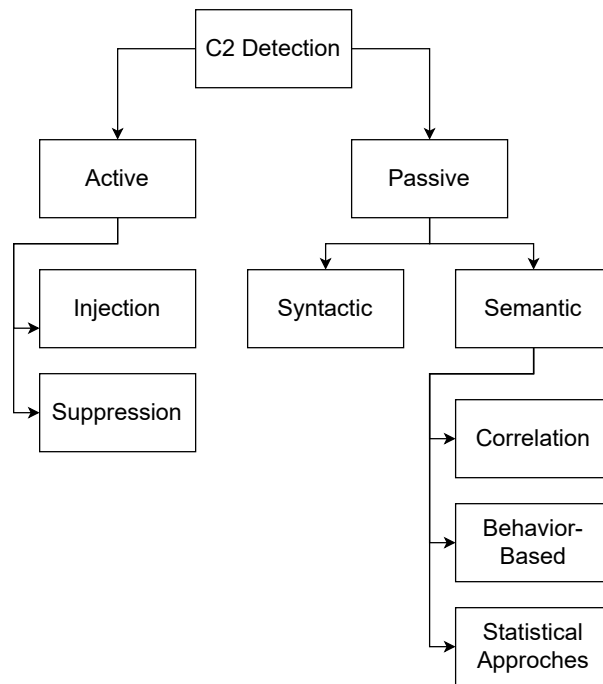 C2 Detection
Active
Passive
Injection
Syntactic
Semantic
Suppression
Correlation
Behavior-
Based
Statistical
Approches